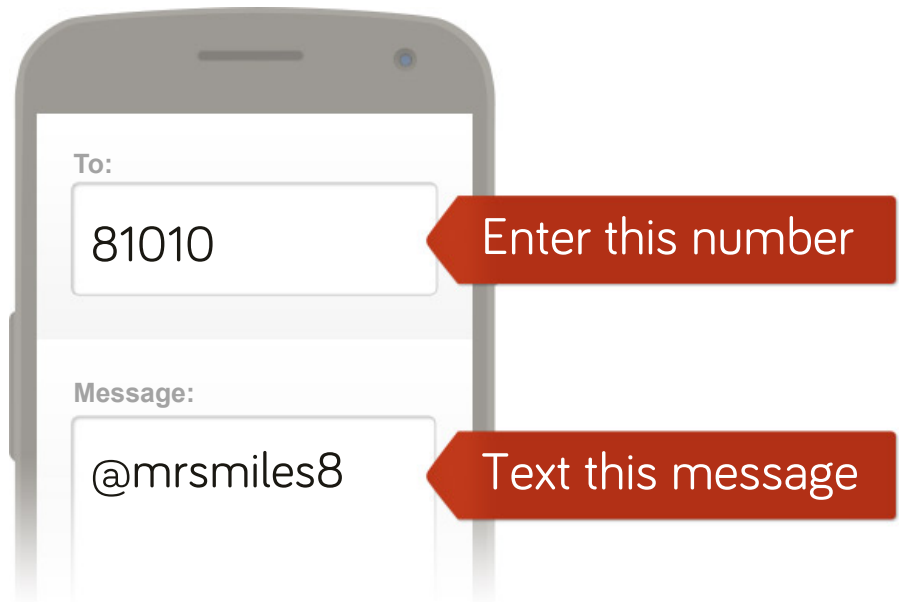 To:
81010
Enter this number
Message:
@mrsmiles8
Text this message